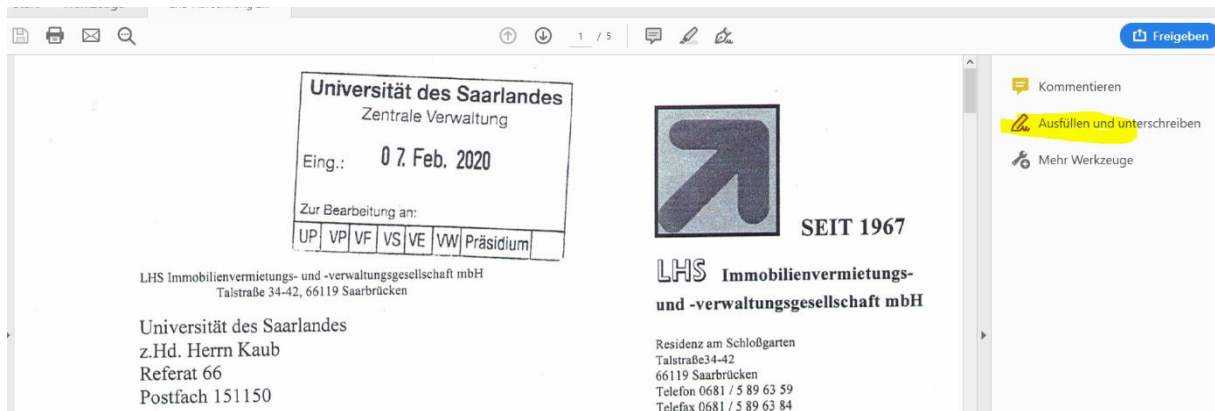 1 / 5
Freigeben
Kommentieren
Ausfüllen und unterschreiben
Mehr Werkzeuge
Universität des Saarlandes
Zentrale Verwaltung
Eing.: 07. Feb. 2020
Zur Bearbeitung an:
UP VP VF VS VE VW Präsidium
LHS Immobilienvermietungs- und -verwaltungsgesellschaft mbH
Talstraße 34-42, 66119 Saarbrücken
Universität des Saarlandes
z.Hd. Herrn Kaub
Referat 66
Postfach 151150
SEIT 1967
LHS Immobilienvermietungs-
und -verwaltungsgesellschaft mbH
Residenz am Schloßgarten
Talstraße34-42
66119 Saarbrücken
Telefon 0681 / 5 89 63 59
Telefax 0681 / 5 89 63 84